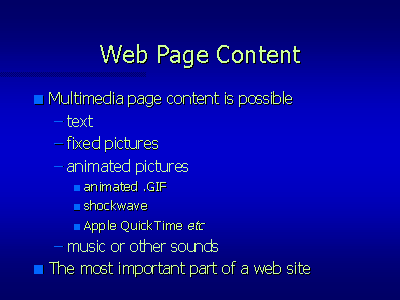 Web Page Content
Multimedia page content is possible
– text
– fixed pictures
– animated pictures
animated .GIF
shockwave
Apple QuickTime etc
– music or other sounds
The most important part of a web site